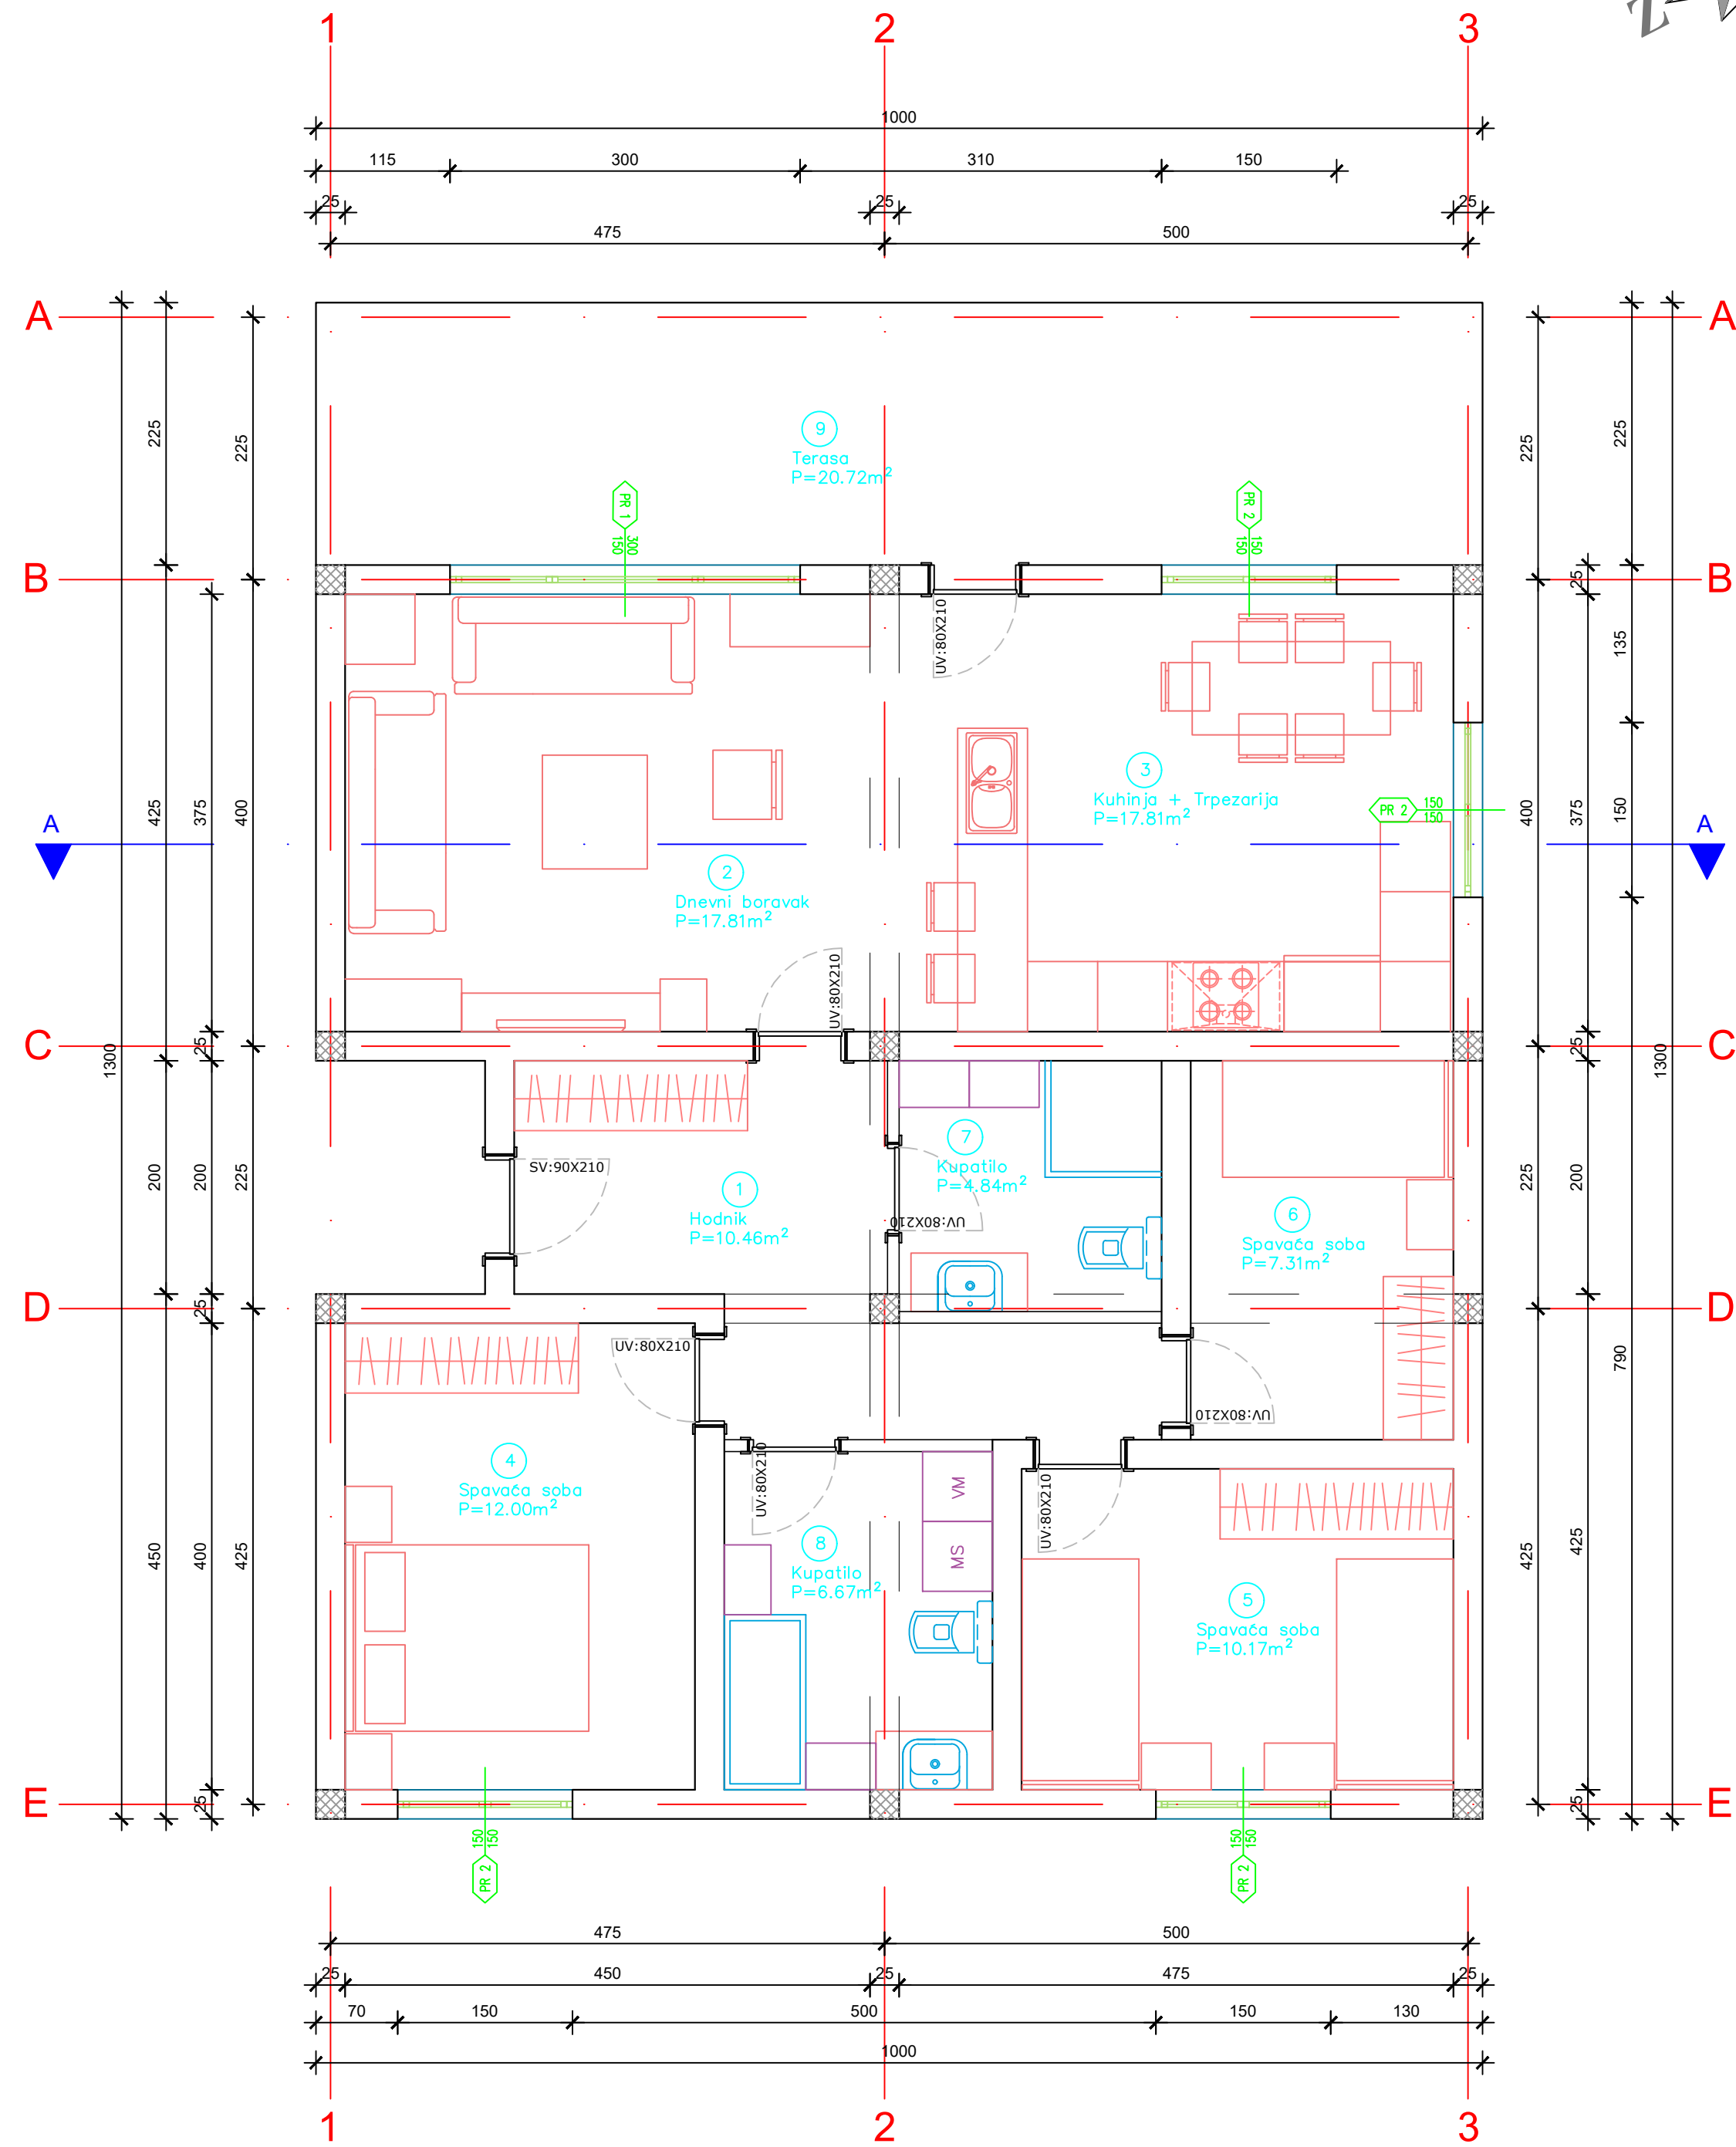 1 2 3
Z
1000
115 300 310 150
25 25 25
475 500
A A
225 225 225 225
9
Terasa
P=20.72m²
PR 1
300
150
PR 2
150
150
B B
25
UV:80X210
135
3
Kuhinja + Trpezarija
P=17.81m²
PR 2
150
150
A A
425 375 400 400 375 150
2
Dnevni boravak
P=17.81m²
UV:80X210
C C
1300 25 25 1300
7
Kupatilo
P=4.84m²
SV:90X210
200 200 225 225 200
1
Hodnik
P=10.46m²
UV:80X210
6
Spavaća soba
P=7.31m²
D D
25
UV:80X210
790
UV:80X210
4
Spavaća soba
P=12.00m²
UV:80X210
VM
UV:80X210
8
Kupatilo
P=6.67m²
MS
450 400 425 425 425
5
Spavaća soba
P=10.17m²
E E
25 25
150
150
PR 2
150
150
PR 2
475 500
25 450 25 475 25
70 150 500 150 130
1000
1 2 3